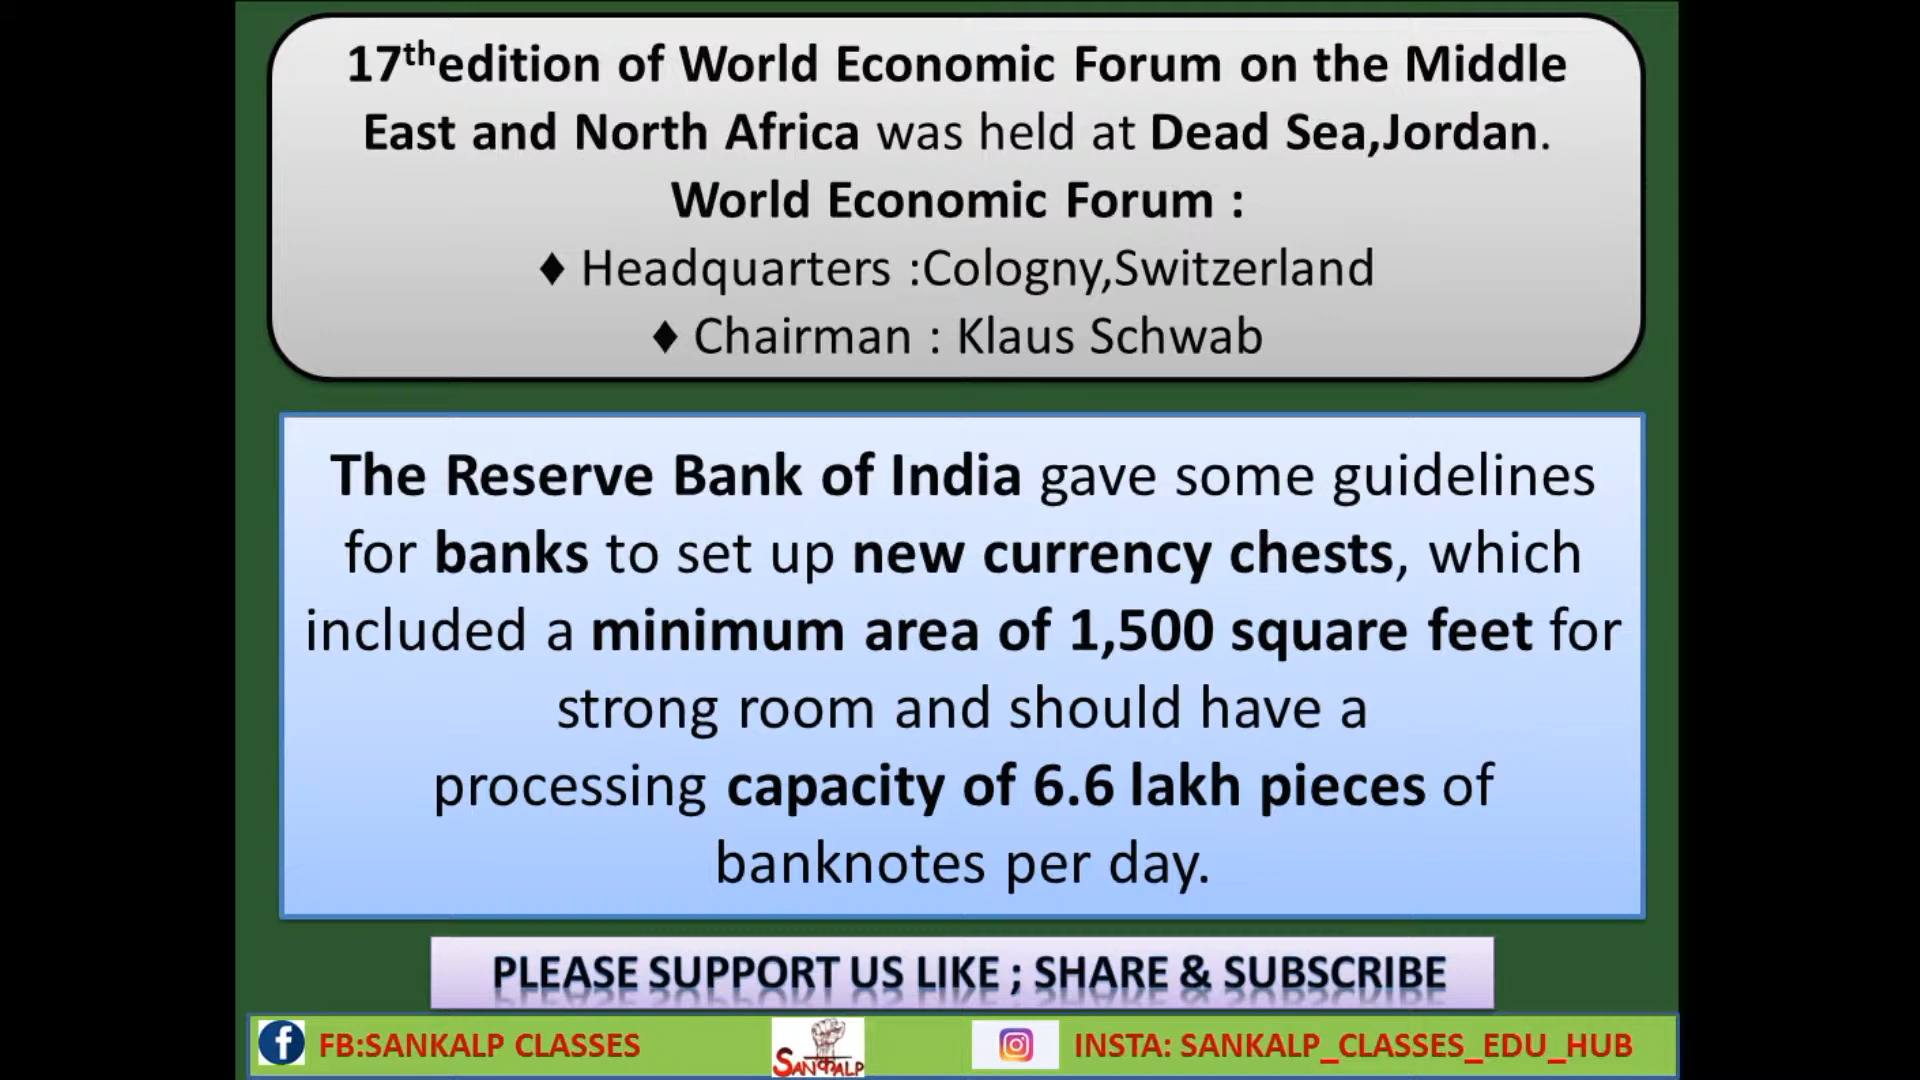 17thedition of World Economic Forum on the Middle
East and North Africa was held at Dead Sea,Jordan.
World Economic Forum :
♦ Headquarters :Cologny,Switzerland
♦ Chairman : Klaus Schwab
The Reserve Bank of India gave some guidelines
for banks to set up new currency chests, which
included a minimum area of 1,500 square feet for
strong room and should have a
processing capacity of 6.6 lakh pieces of
banknotes per day.
PLEASE SUPPORT US LIKE ; SHARE & SUBSCRIBE
FB:SANKALP CLASSES
SANकALP
INSTA: SANKALP_CLASSES_EDU_HUB